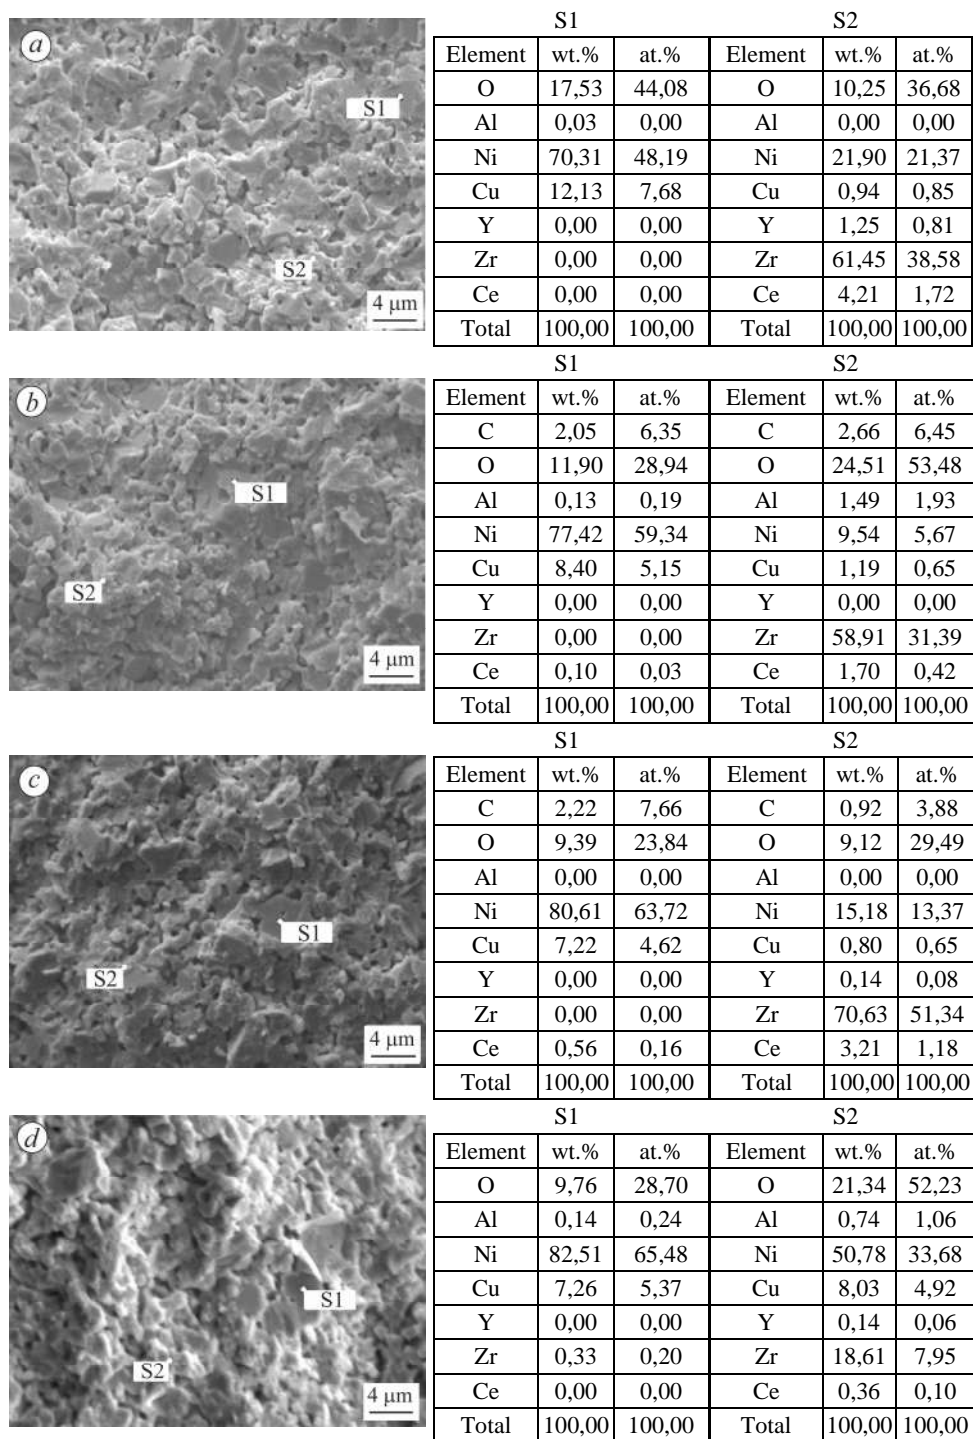 S1 S2
a
S1
S2
4 μm
Element wt.% at.% Element wt.% at.%
O 17,53 44,08 O 10,25 36,68
Al 0,03 0,00 Al 0,00 0,00
Ni 70,31 48,19 Ni 21,90 21,37
Cu 12,13 7,68 Cu 0,94 0,85
Y 0,00 0,00 Y 1,25 0,81
Zr 0,00 0,00 Zr 61,45 38,58
Ce 0,00 0,00 Ce 4,21 1,72
Total 100,00 100,00 Total 100,00 100,00
S1 S2
b
S1
S2
4 μm
Element wt.% at.% Element wt.% at.%
C 2,05 6,35 C 2,66 6,45
O 11,90 28,94 O 24,51 53,48
Al 0,13 0,19 Al 1,49 1,93
Ni 77,42 59,34 Ni 9,54 5,67
Cu 8,40 5,15 Cu 1,19 0,65
Y 0,00 0,00 Y 0,00 0,00
Zr 0,00 0,00 Zr 58,91 31,39
Ce 0,10 0,03 Ce 1,70 0,42
Total 100,00 100,00 Total 100,00 100,00
S1 S2
c
S1
S2
4 μm
Element wt.% at.% Element wt.% at.%
C 2,22 7,66 C 0,92 3,88
O 9,39 23,84 O 9,12 29,49
Al 0,00 0,00 Al 0,00 0,00
Ni 80,61 63,72 Ni 15,18 13,37
Cu 7,22 4,62 Cu 0,80 0,65
Y 0,00 0,00 Y 0,14 0,08
Zr 0,00 0,00 Zr 70,63 51,34
Ce 0,56 0,16 Ce 3,21 1,18
Total 100,00 100,00 Total 100,00 100,00
S1 S2
d
S1
S2
4 μm
Element wt.% at.% Element wt.% at.%
O 9,76 28,70 O 21,34 52,23
Al 0,14 0,24 Al 0,74 1,06
Ni 82,51 65,48 Ni 50,78 33,68
Cu 7,26 5,37 Cu 8,03 4,92
Y 0,00 0,00 Y 0,14 0,06
Zr 0,33 0,20 Zr 18,61 7,95
Ce 0,00 0,00 Ce 0,36 0,10
Total 100,00 100,00 Total 100,00 100,00